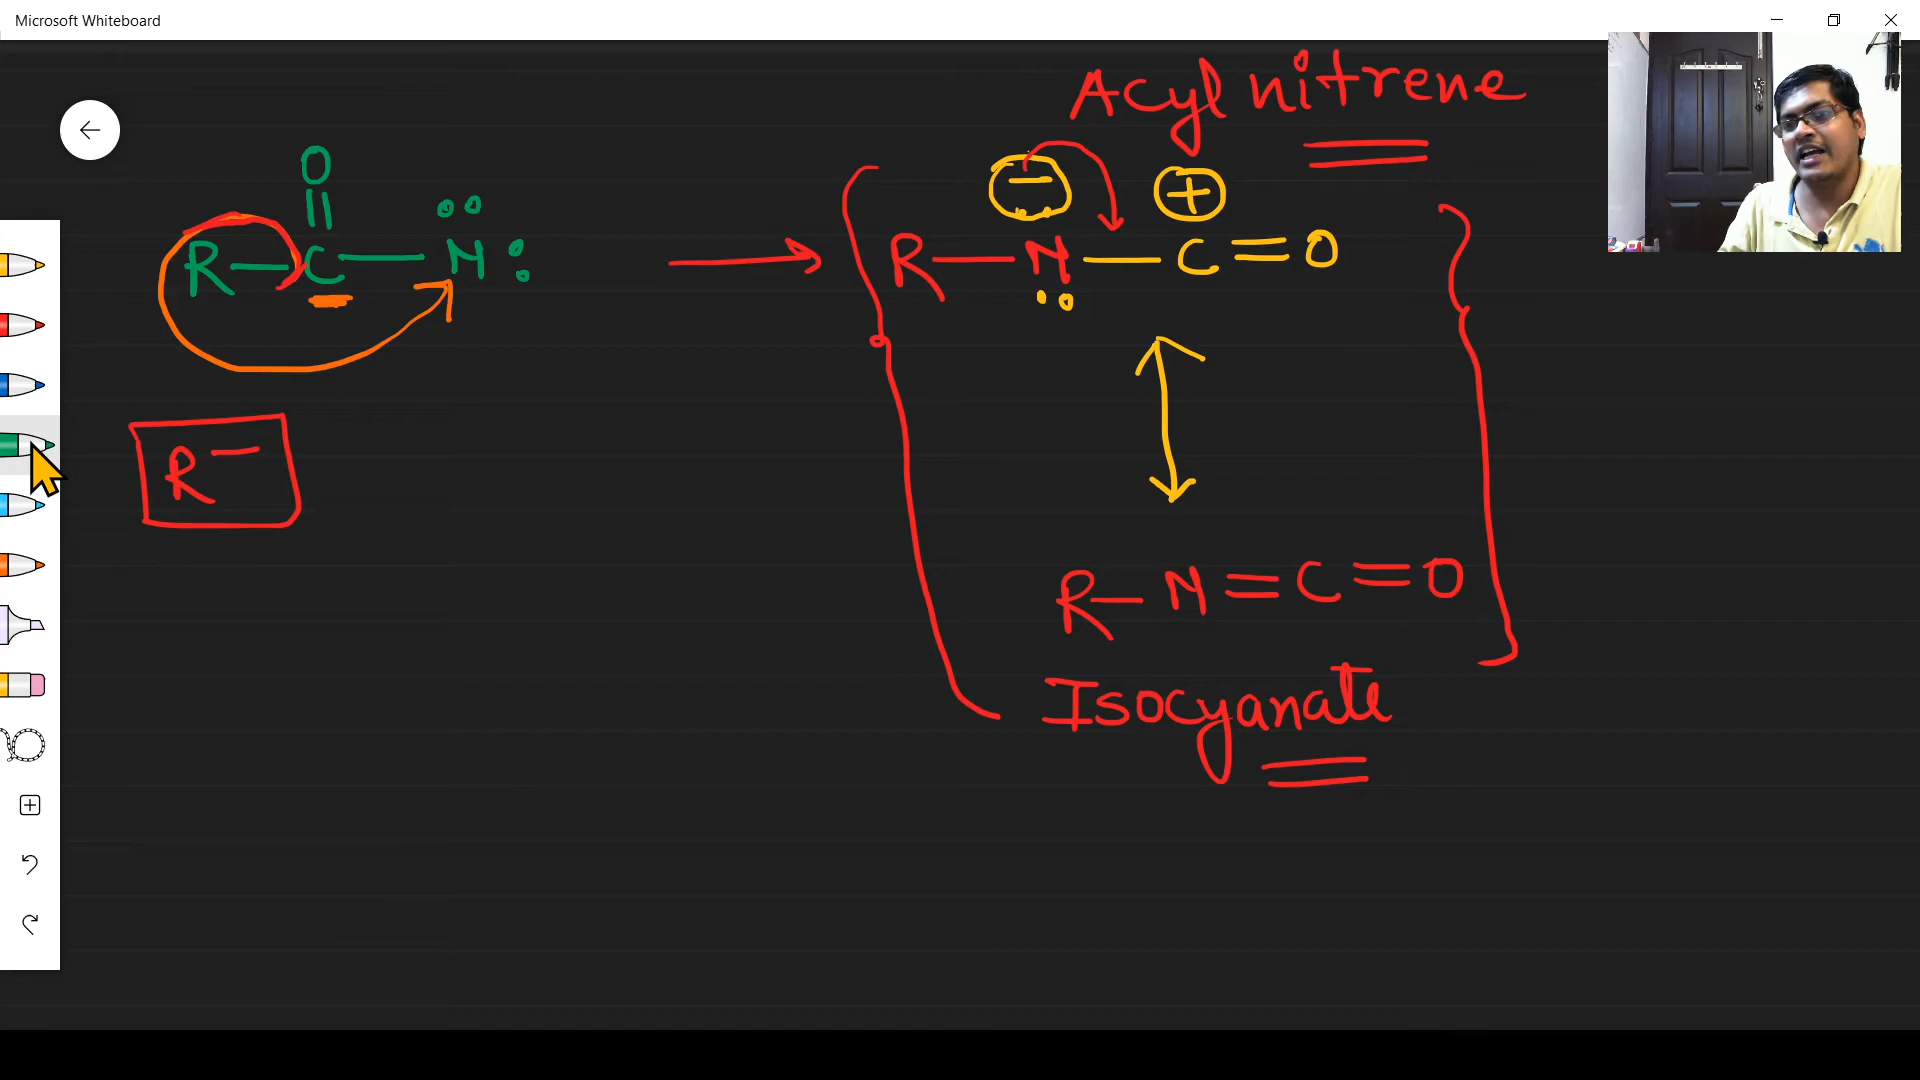 Microsoft Whiteboard
Acyl nitrene
O
||
R—C—N:
R—N—C=O
− +
R⁻
R—N=C=O
Isocyanate